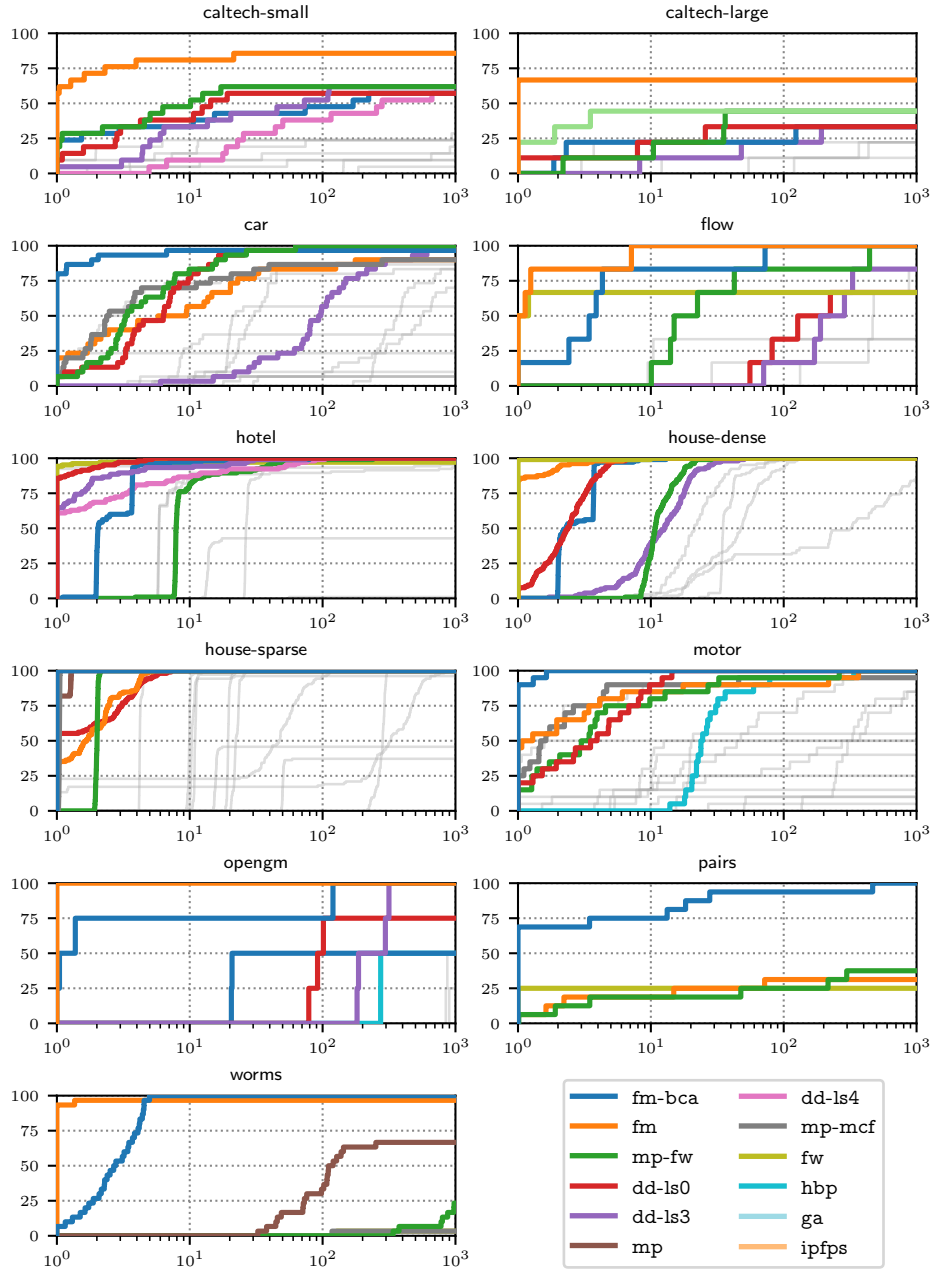 caltech-small caltech-large
100 100
75 75
50 50
25 25
0 0
10^0 10^1 10^2 10^3 10^0 10^1 10^2 10^3
car flow
100 100
75 75
50 50
25 25
0 0
10^0 10^1 10^2 10^3 10^0 10^1 10^2 10^3
hotel house-dense
100 100
75 75
50 50
25 25
0 0
10^0 10^1 10^2 10^3 10^0 10^1 10^2 10^3
house-sparse motor
100 100
75 75
50 50
25 25
0 0
10^0 10^1 10^2 10^3 10^0 10^1 10^2 10^3
opengm pairs
100 100
75 75
50 50
25 25
0 0
10^0 10^1 10^2 10^3 10^0 10^1 10^2 10^3
worms
100
75
50
25
0
10^0 10^1 10^2 10^3
fm-bca dd-ls4
fm mp-mcf
mp-fw fw
dd-ls0 hbp
dd-ls3 ga
mp ipfps